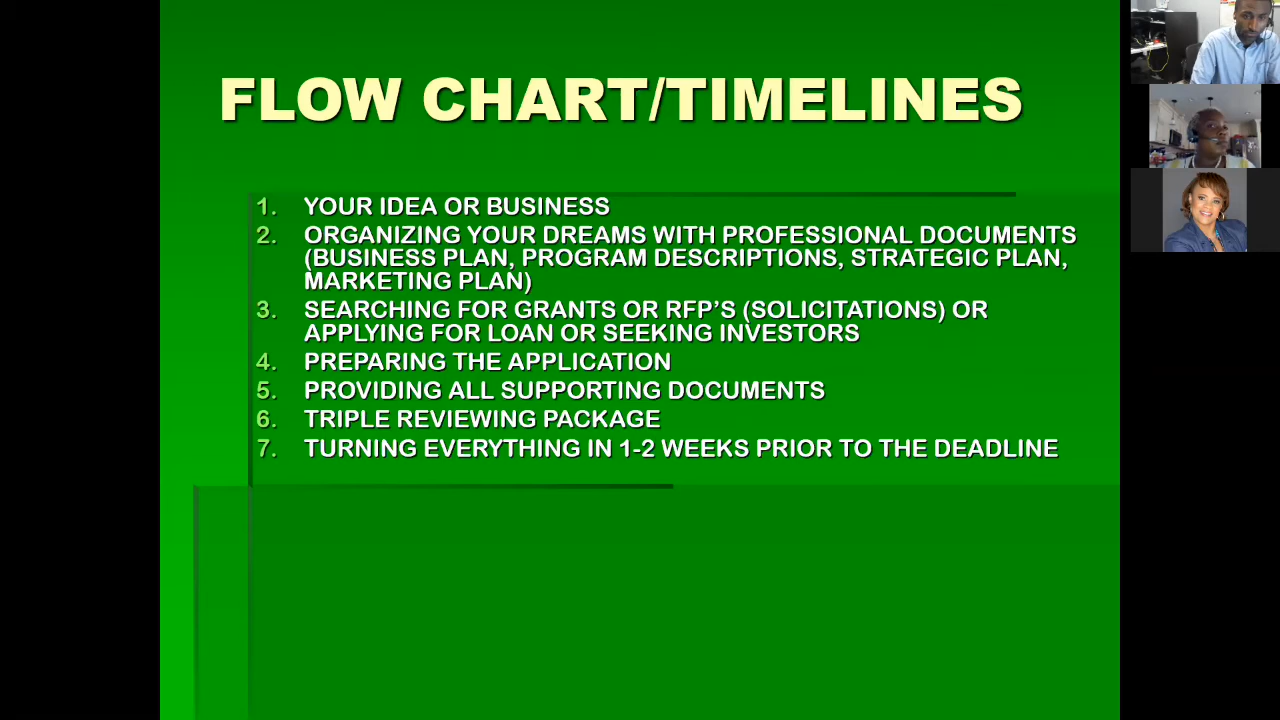 FLOW CHART/TIMELINES
1. YOUR IDEA OR BUSINESS
2. ORGANIZING YOUR DREAMS WITH PROFESSIONAL DOCUMENTS
(BUSINESS PLAN, PROGRAM DESCRIPTIONS, STRATEGIC PLAN,
MARKETING PLAN)
3. SEARCHING FOR GRANTS OR RFP'S (SOLICITATIONS) OR
APPLYING FOR LOAN OR SEEKING INVESTORS
4. PREPARING THE APPLICATION
5. PROVIDING ALL SUPPORTING DOCUMENTS
6. TRIPLE REVIEWING PACKAGE
7. TURNING EVERYTHING IN 1-2 WEEKS PRIOR TO THE DEADLINE